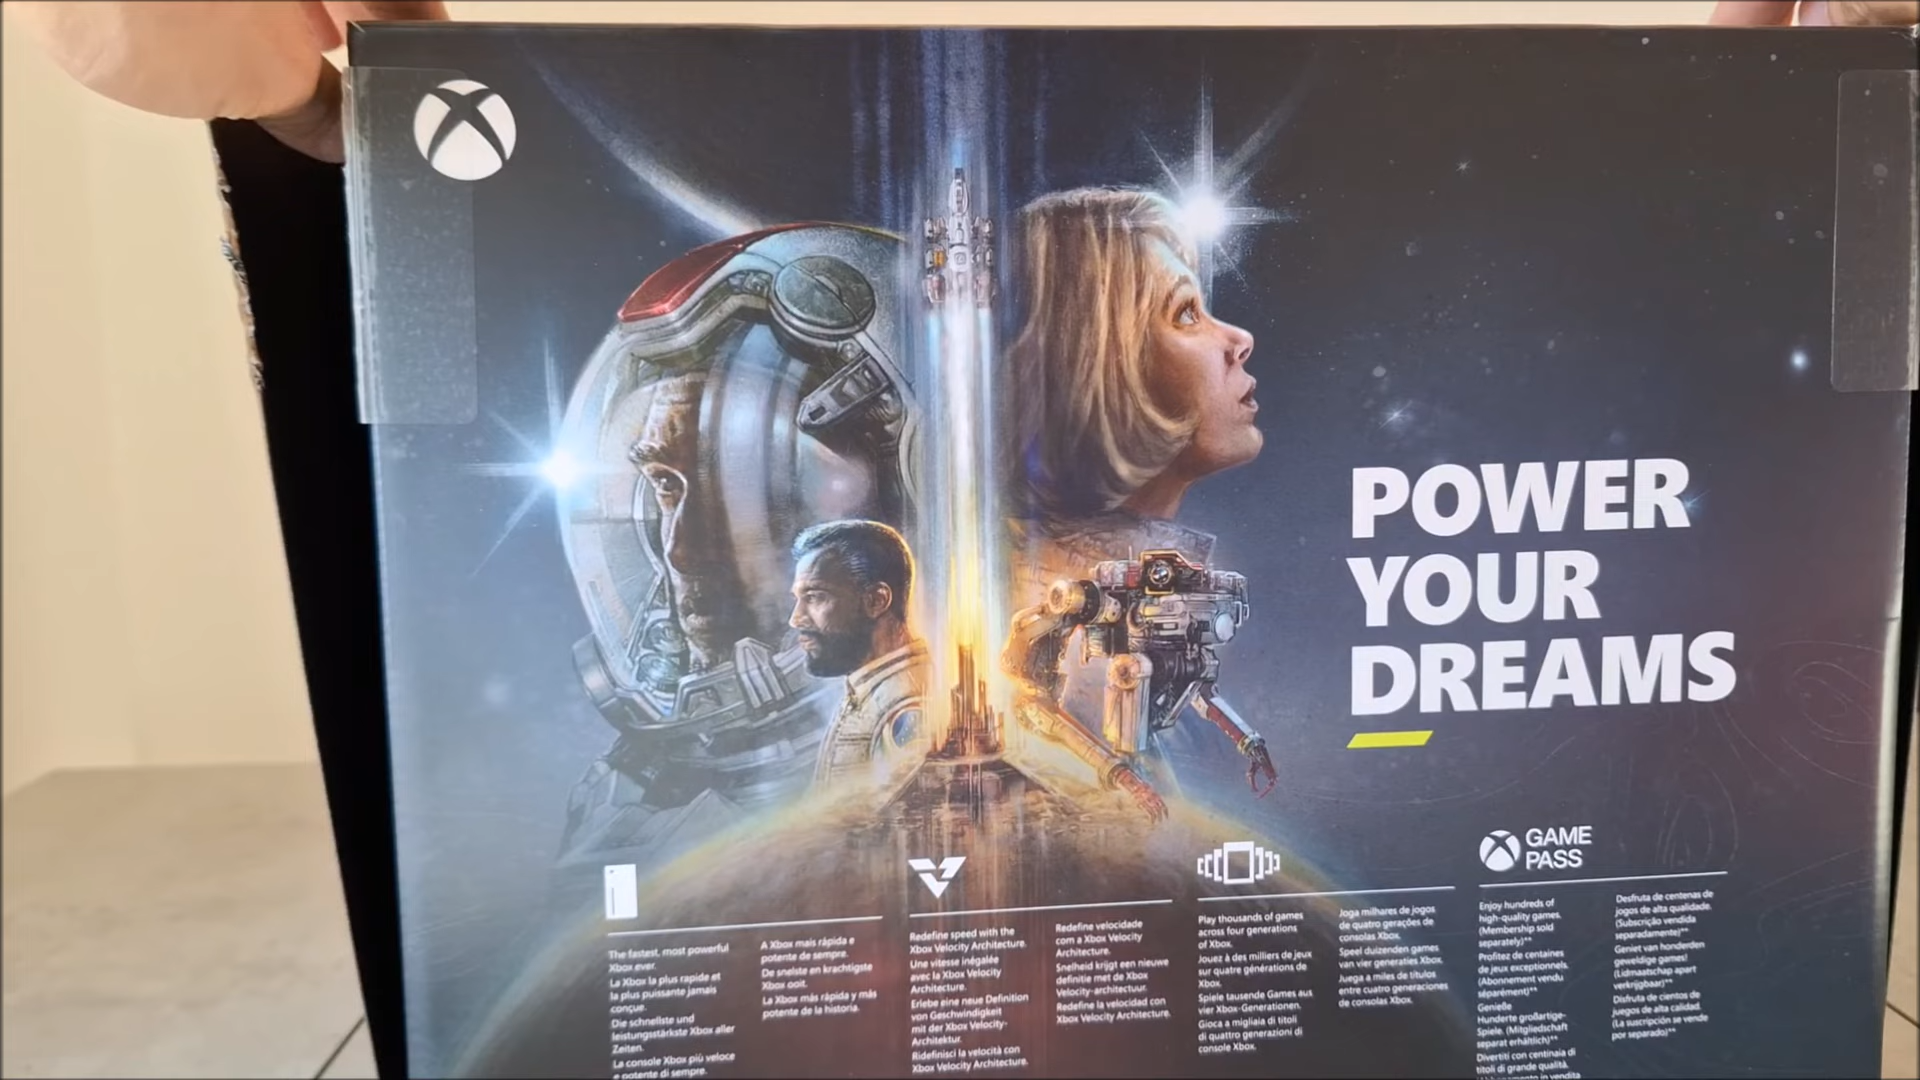 POWER
YOUR
DREAMS
GAME
PASS
The fastest, most powerful
Xbox ever.
La Xbox la plus rapide et
la plus puissante jamais
conçue.
Die schnellste und
leistungsstärkste Xbox aller
Zeiten.
La console Xbox più veloce
e potente di sempre.
A Xbox mais rápida e
potente de sempre.
De snelste en krachtigste
Xbox ooit.
La Xbox más rápida y más
potente de la historia.
Redefine speed with the
Xbox Velocity Architecture.
Une vitesse inégalée
avec la Xbox Velocity
Architecture.
Erlebe eine neue Definition
von Geschwindigkeit
mit der Xbox Velocity-
Architektur.
Ridefinisci la velocità con
Xbox Velocity Architecture.
Redefine velocidade
com a Xbox Velocity
Architecture.
Snelheid krijgt een nieuwe
definitie met de Xbox
Velocity-architectuur.
Redefine la velocidad con
Xbox Velocity Architecture.
Play thousands of games
across four generations
of Xbox.
Jouez à des milliers de jeux
sur quatre générations de
Xbox.
Spiele tausende Games aus
vier Xbox-Generationen.
Gioca a migliaia di titoli
di quattro generazioni di
console Xbox.
Joga milhares de jogos
de quatro gerações de
consolas Xbox.
Speel duizenden games
van vier generaties Xbox.
Juega a miles de títulos
entre cuatro generaciones
de consolas Xbox.
Enjoy hundreds of
high-quality games.
(Membership sold
separately)**
Profitez de centaines
de jeux exceptionnels.
(Abonnement vendu
séparément)**
Genieße
Hunderte großartige
Spiele. (Mitgliedschaft
separat erhältlich)**
Divertiti con centinaia di
titoli di grande qualità.
Desfruta de centenas de
jogos de alta qualidade.
(Subscrição vendida
separadamente)**
Geniet van honderden
geweldige games!
(Lidmaatschap apart
verkrijgbaar)**
Disfruta de cientos de
juegos de alta calidad.
(La suscripción se vende
por separado)**